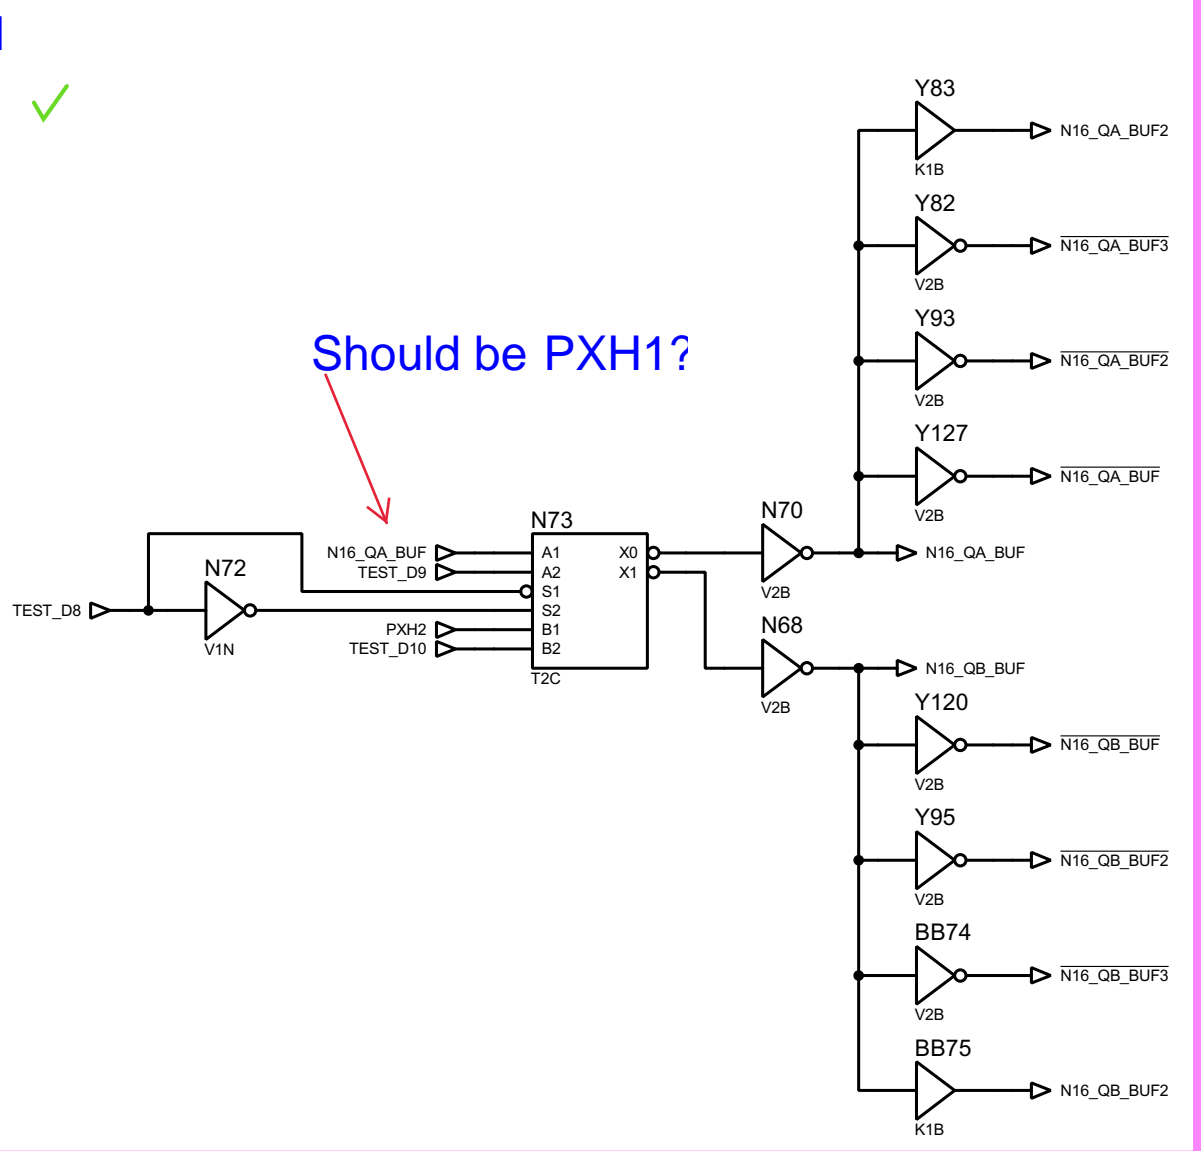 Y83
N16_QA_BUF2
K1B
Y82
N16_QA_BUF3
V2B
Y93
N16_QA_BUF2
V2B
Should be PXH1?
Y127
N16_QA_BUF
V2B
N73
N70
N16_QA_BUF
A1
X0
N16_QA_BUF
TEST_D9
A2
X1
N72
S1
V2B
TEST_D8
S2
PXH2
B1
N68
V1N
TEST_D10
B2
N16_QB_BUF
T2C
V2B
Y120
N16_QB_BUF
V2B
Y95
N16_QB_BUF2
V2B
BB74
N16_QB_BUF3
V2B
BB75
N16_QB_BUF2
K1B